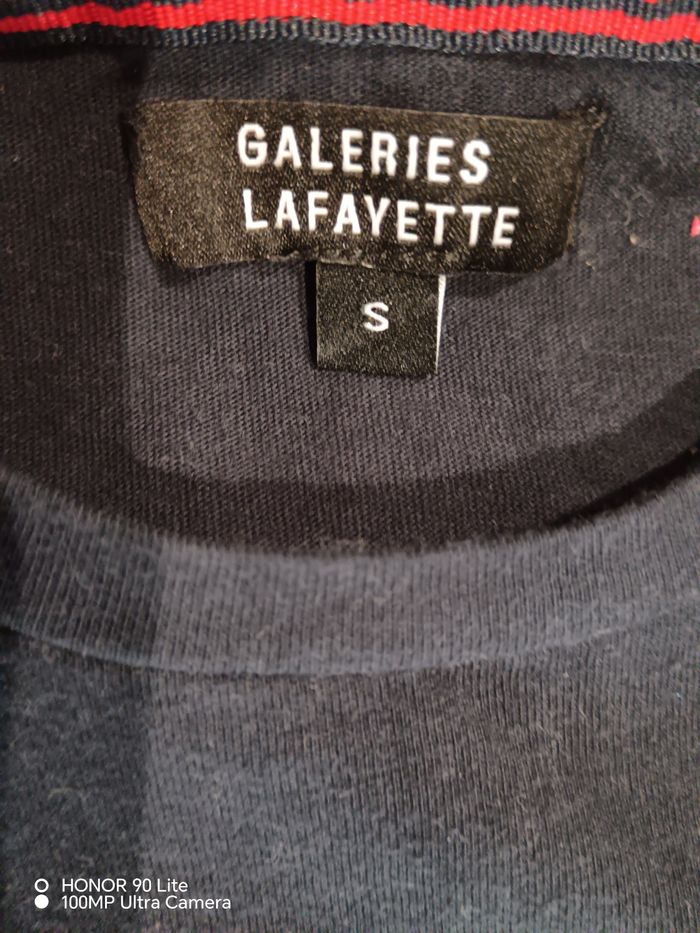 GALERIES
LAFAYETTE
S
HONOR 90 Lite
100MP Ultra Camera